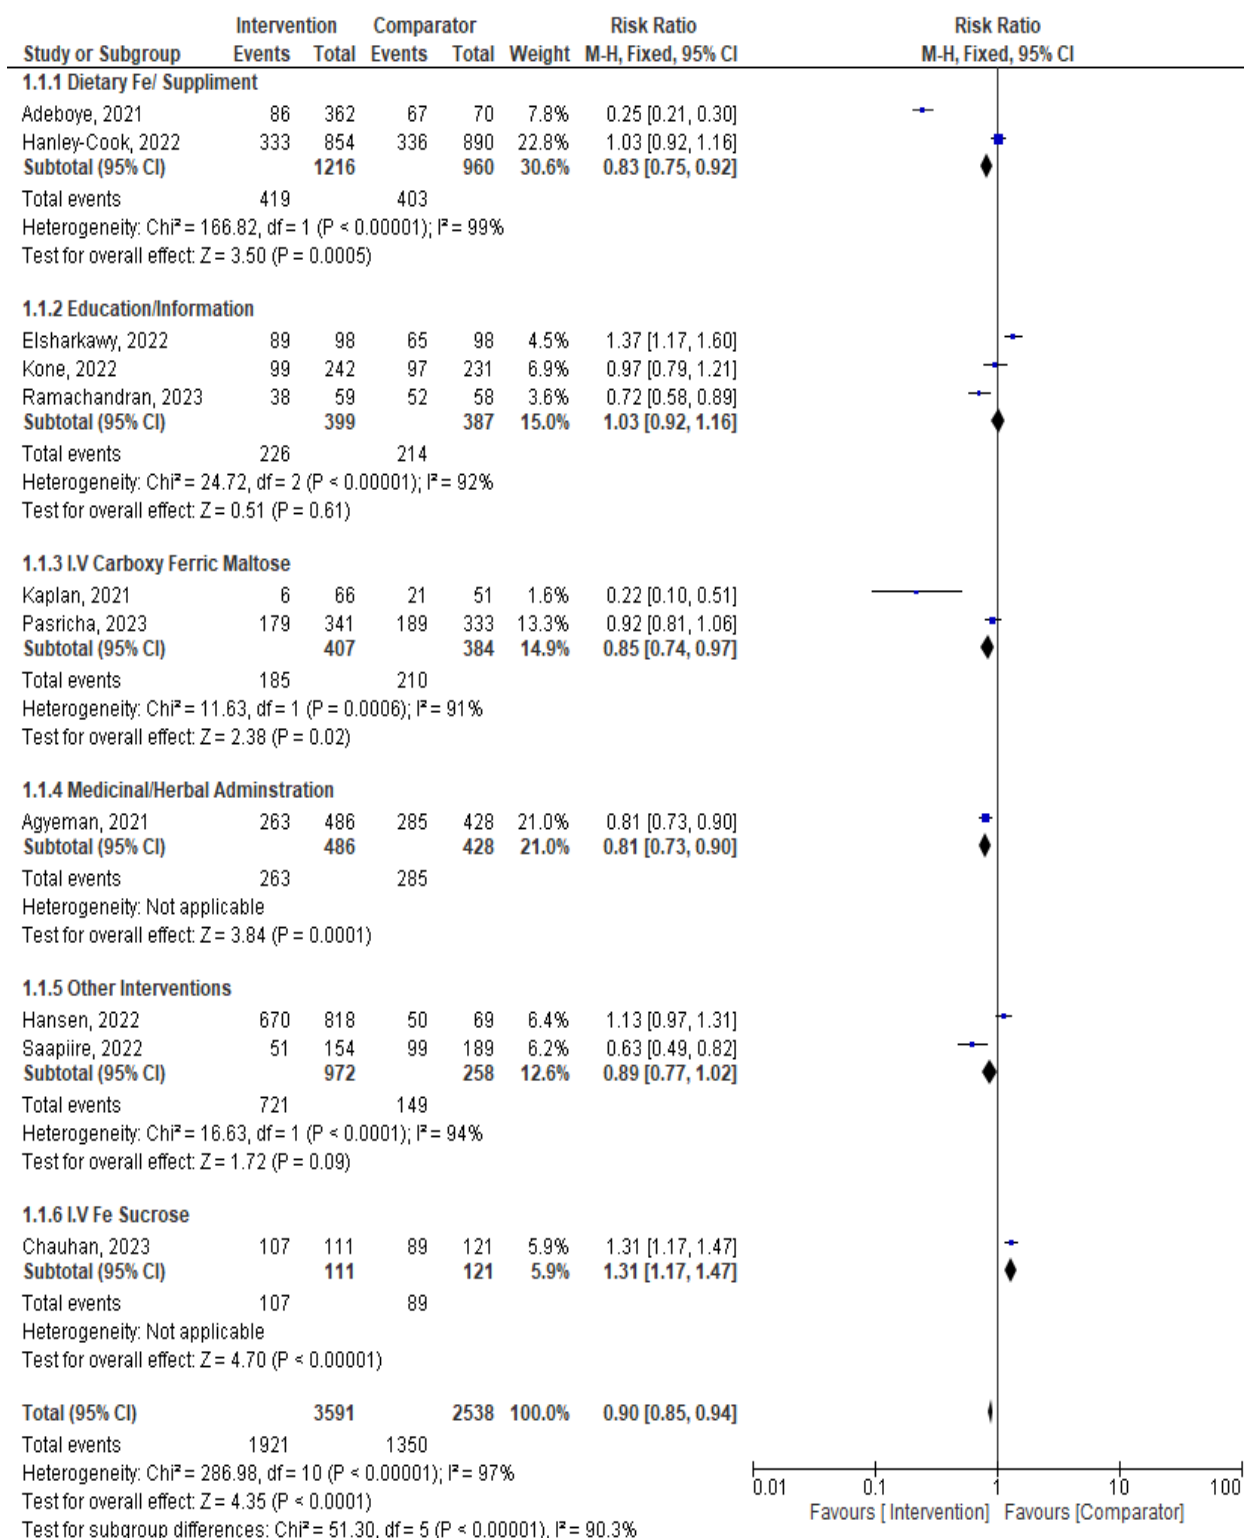 Intervention Comparator Risk Ratio Risk Ratio
Study or Subgroup Events Total Events Total Weight M-H, Fixed, 95% CI M-H, Fixed, 95% CI
1.1.1 Dietary Fe/ Suppliment
Adeboye, 2021 86 362 67 70 7.8% 0.25 [0.21, 0.30]
Hanley-Cook, 2022 333 854 336 890 22.8% 1.03 [0.92, 1.16]
Subtotal (95% CI) 1216 960 30.6% 0.83 [0.75, 0.92]
Total events 419 403
Heterogeneity: Chi² = 166.82, df = 1 (P < 0.00001); I² = 99%
Test for overall effect: Z = 3.50 (P = 0.0005)
1.1.2 Education/Information
Elsharkawy, 2022 89 98 65 98 4.5% 1.37 [1.17, 1.60]
Kone, 2022 99 242 97 231 6.9% 0.97 [0.79, 1.21]
Ramachandran, 2023 38 59 52 58 3.6% 0.72 [0.58, 0.89]
Subtotal (95% CI) 399 387 15.0% 1.03 [0.92, 1.16]
Total events 226 214
Heterogeneity: Chi² = 24.72, df = 2 (P < 0.00001); I² = 92%
Test for overall effect: Z = 0.51 (P = 0.61)
1.1.3 I.V Carboxy Ferric Maltose
Kaplan, 2021 6 66 21 51 1.6% 0.22 [0.10, 0.51]
Pasricha, 2023 179 341 189 333 13.3% 0.92 [0.81, 1.06]
Subtotal (95% CI) 407 384 14.9% 0.85 [0.74, 0.97]
Total events 185 210
Heterogeneity: Chi² = 11.63, df = 1 (P = 0.0006); I² = 91%
Test for overall effect: Z = 2.38 (P = 0.02)
1.1.4 Medicinal/Herbal Adminstration
Agyeman, 2021 263 486 285 428 21.0% 0.81 [0.73, 0.90]
Subtotal (95% CI) 486 428 21.0% 0.81 [0.73, 0.90]
Total events 263 285
Heterogeneity: Not applicable
Test for overall effect: Z = 3.84 (P = 0.0001)
1.1.5 Other Interventions
Hansen, 2022 670 818 50 69 6.4% 1.13 [0.97, 1.31]
Saapiire, 2022 51 154 99 189 6.2% 0.63 [0.49, 0.82]
Subtotal (95% CI) 972 258 12.6% 0.89 [0.77, 1.02]
Total events 721 149
Heterogeneity: Chi² = 16.63, df = 1 (P < 0.0001); I² = 94%
Test for overall effect: Z = 1.72 (P = 0.09)
1.1.6 I.V Fe Sucrose
Chauhan, 2023 107 111 89 121 5.9% 1.31 [1.17, 1.47]
Subtotal (95% CI) 111 121 5.9% 1.31 [1.17, 1.47]
Total events 107 89
Heterogeneity: Not applicable
Test for overall effect: Z = 4.70 (P < 0.00001)
Total (95% CI) 3591 2538 100.0% 0.90 [0.85, 0.94]
Total events 1921 1350
Heterogeneity: Chi² = 286.98, df = 10 (P < 0.00001); I² = 97%
Test for overall effect: Z = 4.35 (P < 0.0001)
Test for subgroup differences: Chi² = 51.30, df = 5 (P < 0.00001), I² = 90.3%
0.01 0.1 1 10 100
Favours [ Intervention] Favours [Comparator]